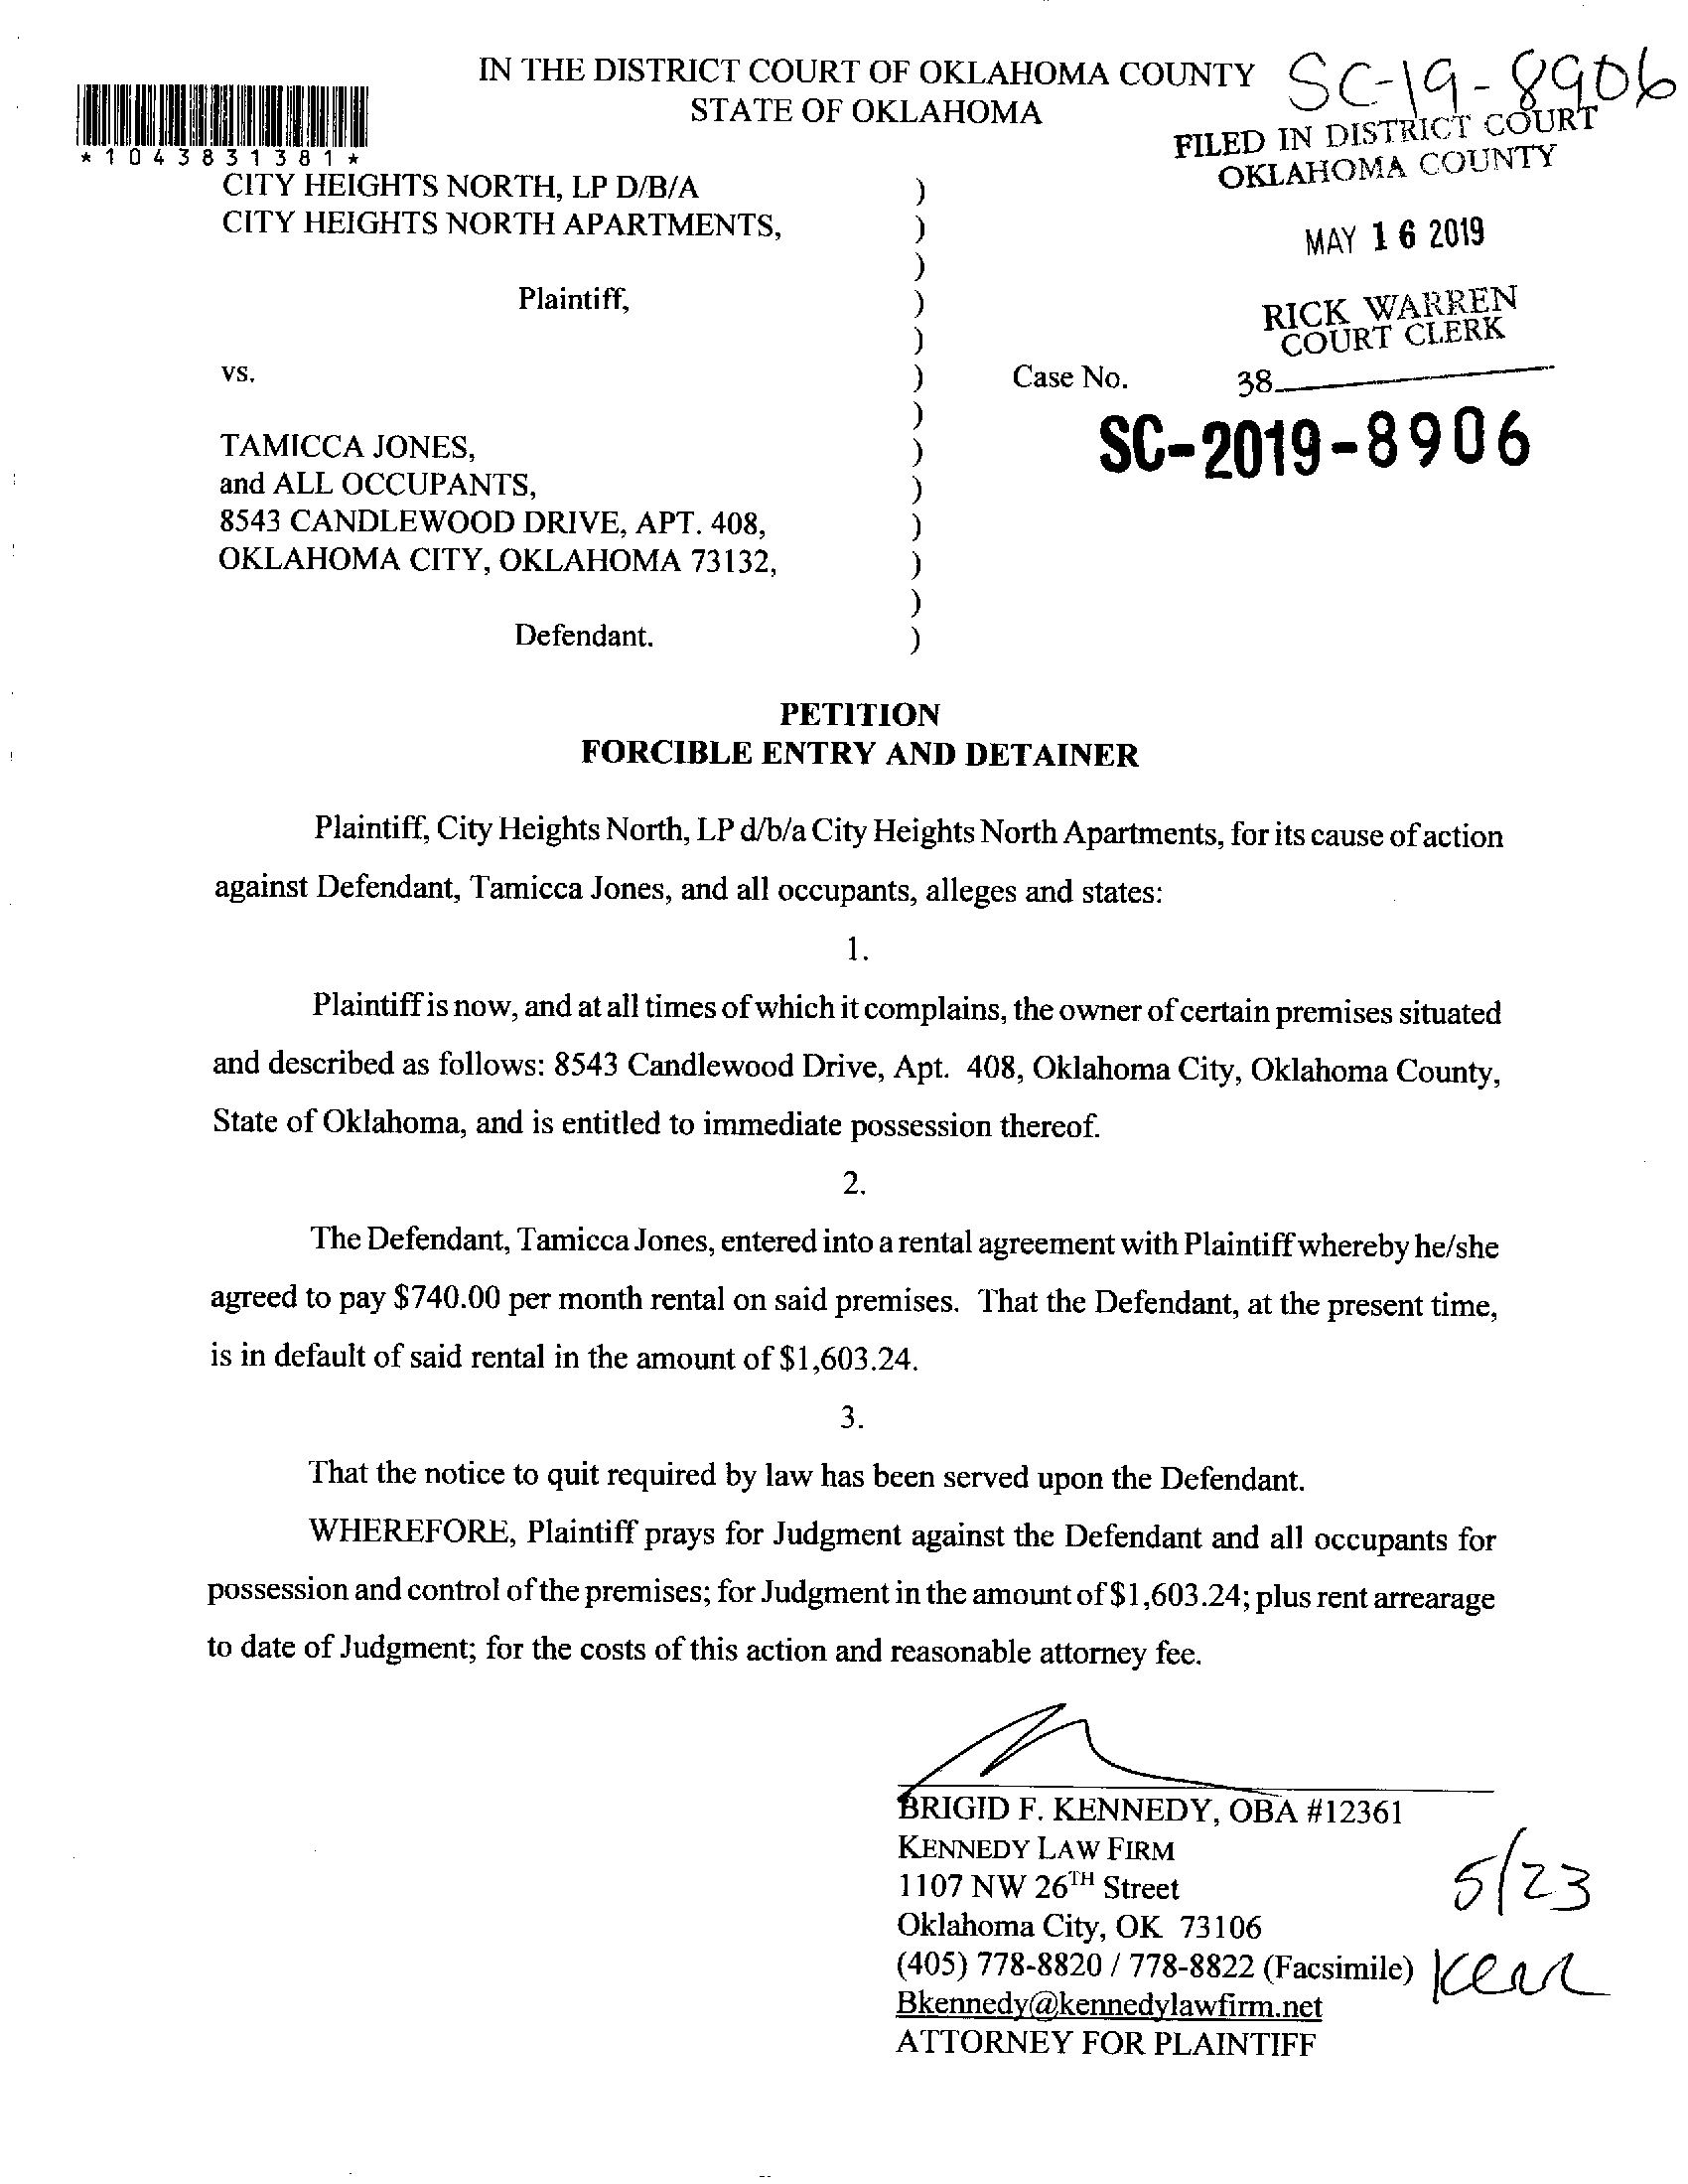 IN THE DISTRICT COURT OF OKLAHOMA COUNTY
STATE OF OKLAHOMA
SC-19-8906
FILED IN DISTRICT COURT
OKLAHOMA COUNTY
MAY 16 2019
RICK WARREN
COURT CLERK
38
*1043831381*
CITY HEIGHTS NORTH, LP D/B/A )
CITY HEIGHTS NORTH APARTMENTS, )
)
Plaintiff, )
)
vs. ) Case No.
) SC-2019-8906
TAMICCA JONES, )
and ALL OCCUPANTS, )
8543 CANDLEWOOD DRIVE, APT. 408, )
OKLAHOMA CITY, OKLAHOMA 73132, )
)
Defendant. )
PETITION
FORCIBLE ENTRY AND DETAINER
Plaintiff, City Heights North, LP d/b/a City Heights North Apartments, for its cause of action
against Defendant, Tamicca Jones, and all occupants, alleges and states:
1.
Plaintiff is now, and at all times of which it complains, the owner of certain premises situated
and described as follows: 8543 Candlewood Drive, Apt. 408, Oklahoma City, Oklahoma County,
State of Oklahoma, and is entitled to immediate possession thereof.
2.
The Defendant, Tamicca Jones, entered into a rental agreement with Plaintiff whereby he/she
agreed to pay $740.00 per month rental on said premises. That the Defendant, at the present time,
is in default of said rental in the amount of $1,603.24.
3.
That the notice to quit required by law has been served upon the Defendant.
WHEREFORE, Plaintiff prays for Judgment against the Defendant and all occupants for
possession and control of the premises; for Judgment in the amount of $1,603.24; plus rent arrearage
to date of Judgment; for the costs of this action and reasonable attorney fee.
BRIGID F. KENNEDY, OBA #12361
KENNEDY LAW FIRM
1107 NW 26TH Street
5/23
Oklahoma City, OK 73106
(405) 778-8820 / 778-8822 (Facsimile)
Bkennedy@kennedylawfirm.net
ATTORNEY FOR PLAINTIFF